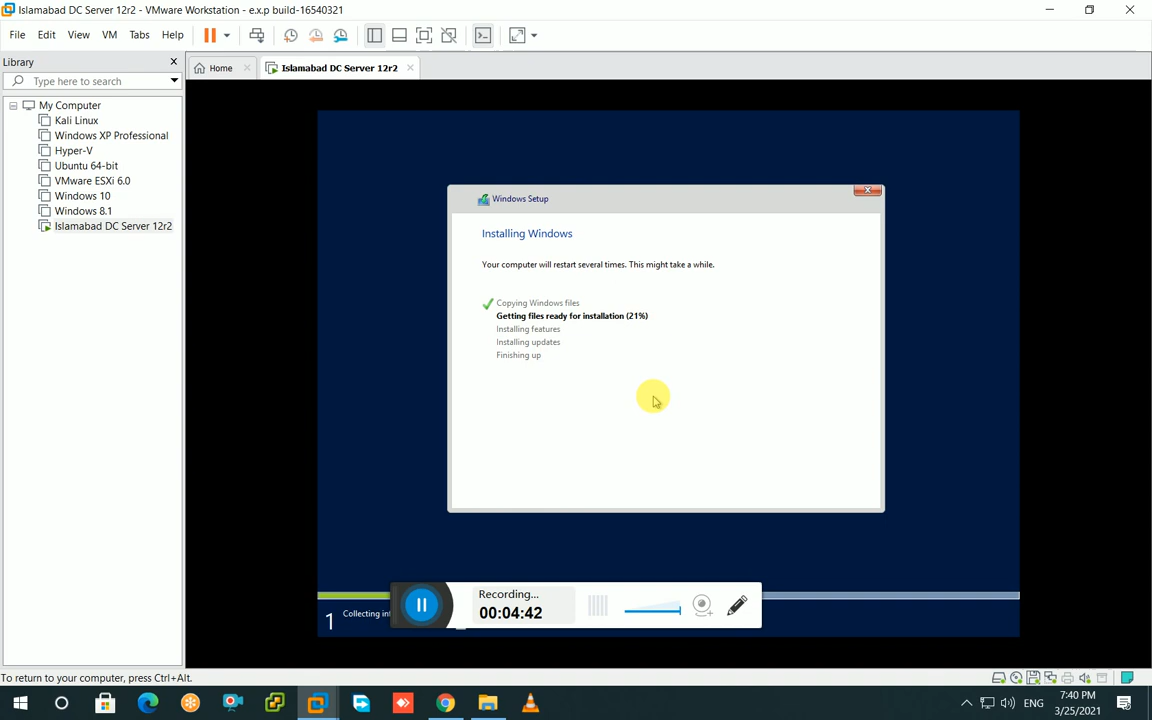 Islamabad DC Server 12r2 - VMware Workstation - e.x.p build-16540321
File Edit View VM Tabs Help
Library
Type here to search
Home
Islamabad DC Server 12r2
My Computer
Kali Linux
Windows XP Professional
Hyper-V
Ubuntu 64-bit
VMware ESXi 6.0
Windows 10
Windows 8.1
Islamabad DC Server 12r2
Windows Setup
Installing Windows
Your computer will restart several times. This might take a while.
Copying Windows files
Getting files ready for installation (21%)
Installing features
Installing updates
Finishing up
Recording...
00:04:42
1 Collecting
To return to your computer, press Ctrl+Alt.
ENG
7:40 PM
3/25/2021